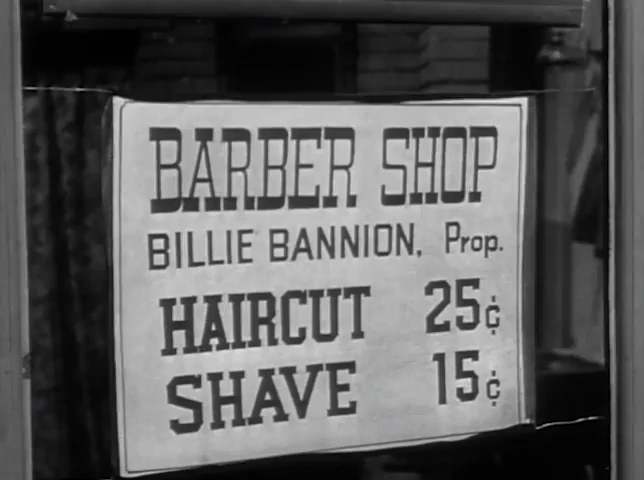 BARBER SHOP
BILLIE BANNION, Prop.
HAIRCUT 25¢
SHAVE 15¢